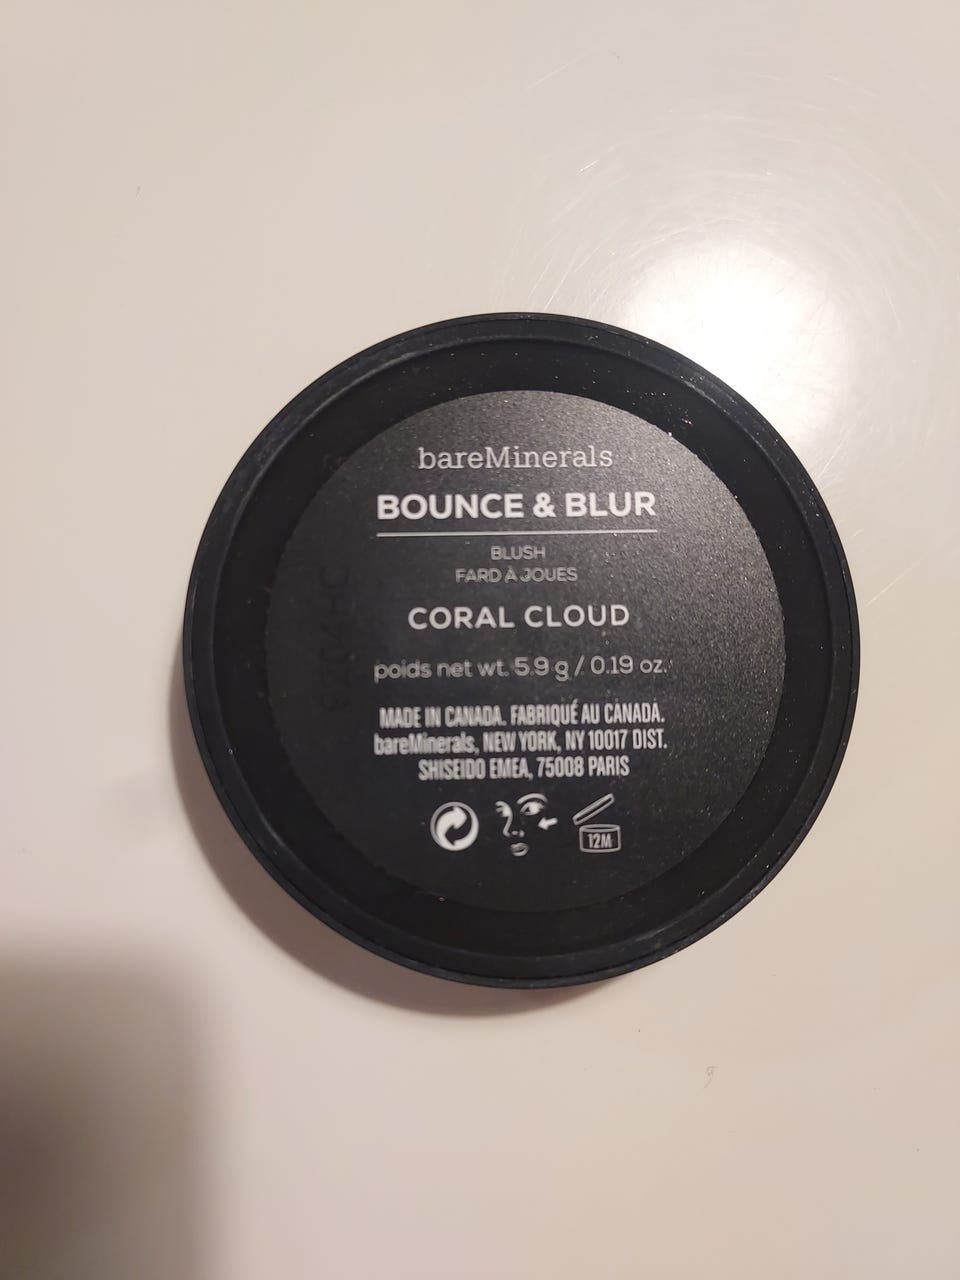 bareMinerals
BOUNCE & BLUR
BLUSH
FARD À JOUES
CORAL CLOUD
poids net wt. 5.9 g / 0.19 oz.
MADE IN CANADA. FABRIQUÉ AU CANADA.
bareMinerals, NEW YORK, NY 10017 DIST.
SHISEIDO EMEA, 75008 PARIS
12M